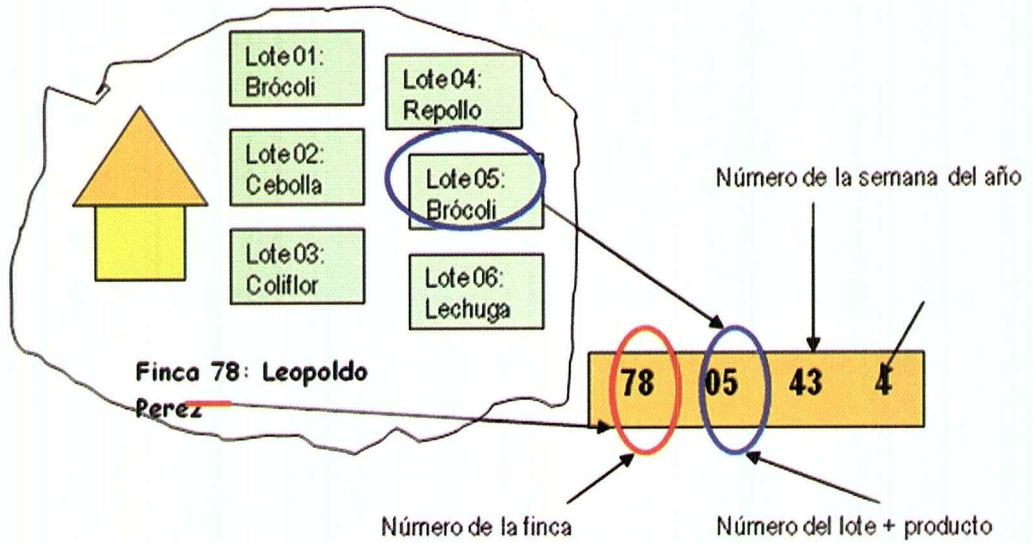 Lote 01:
Brócoli
Lote 02:
Cebolla
Lote 03:
Coliflor
Lote 04:
Repollo
Lote 05:
Brócoli
Lote 06:
Lechuga
Finca 78: Leopoldo
Perez
Número de la semana del año
78 05 43 4
Número de la finca
Número del lote + producto